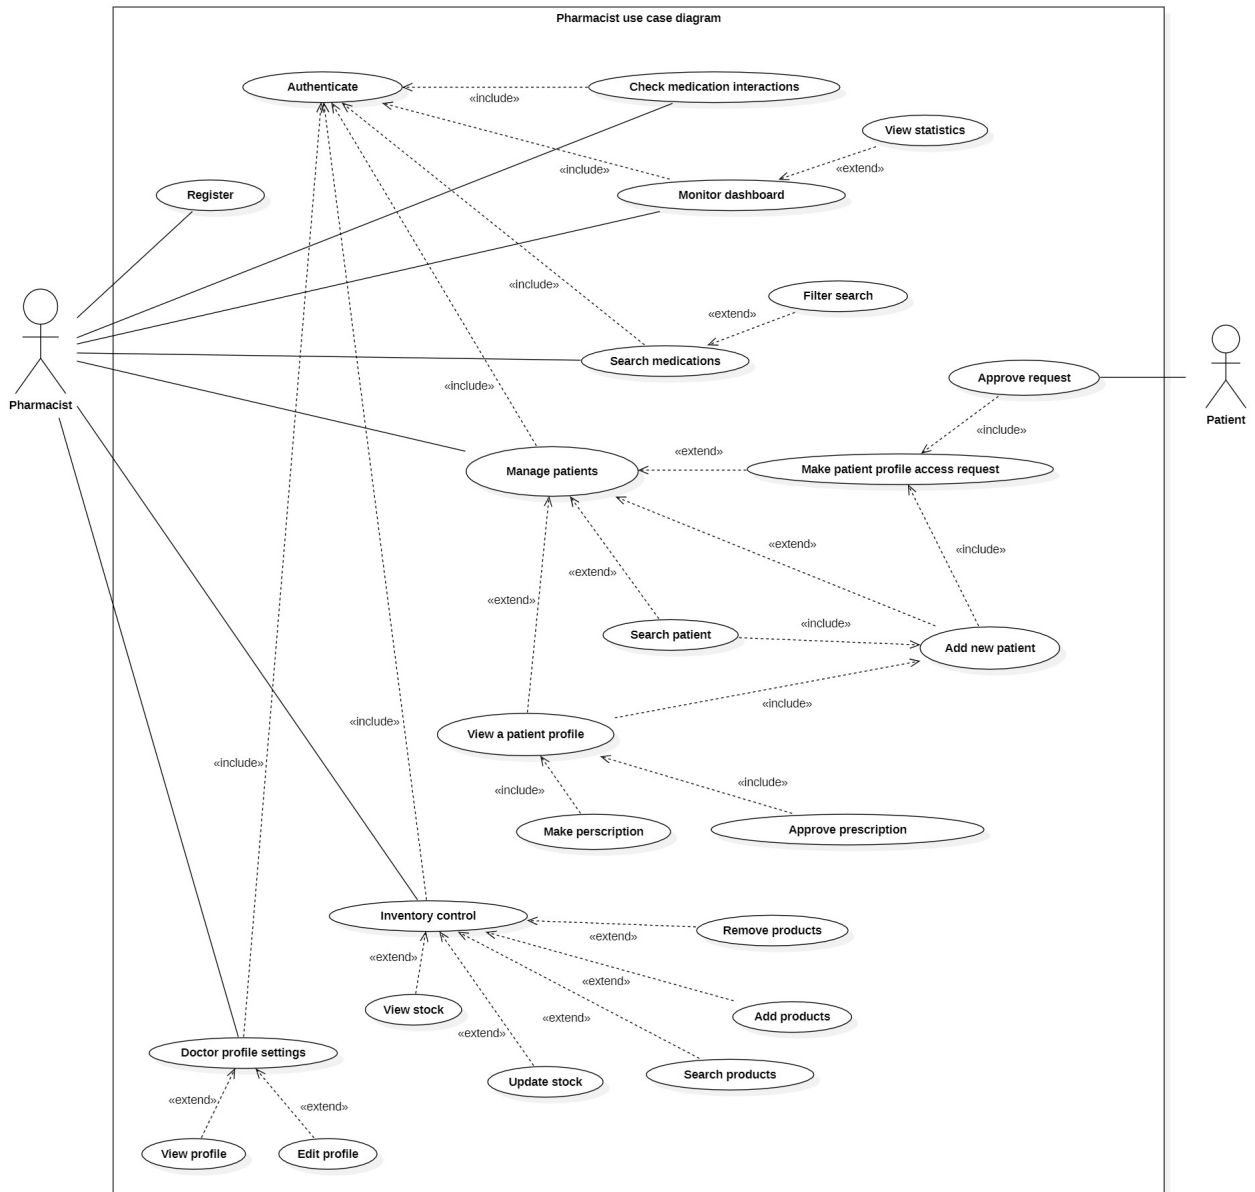 Pharmacist use case diagram
Authenticate
«include»
Check medication interactions
View statistics
«extend»
«include»
Register
Monitor dashboard
«include»
Filter search
«extend»
Search medications
Approve request
«include»
Pharmacist
Patient
«include»
«extend»
Manage patients
Make patient profile access request
«extend»
«include»
«extend»
«extend»
«include»
Search patient
Add new patient
«include»
View a patient profile
«include»
«include»
«include»
«include»
Make perscription
Approve prescription
Inventory control
Remove products
«extend»
«extend»
«extend»
View stock
«extend»
Add products
«extend»
Doctor profile settings
Update stock
Search products
«extend»
«extend»
View profile
Edit profile